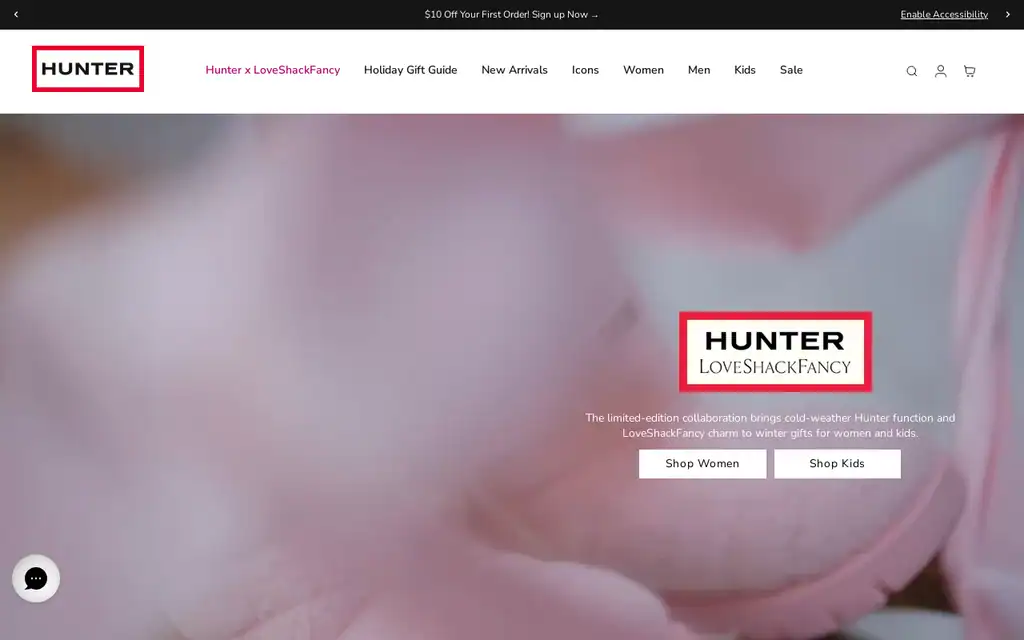 $10 Off Your First Order! Sign up Now →
Enable Accessibility
HUNTER
Hunter x LoveShackFancy
Holiday Gift Guide
New Arrivals
Icons
Women
Men
Kids
Sale
HUNTER
LOVESHACKFANCY
The limited-edition collaboration brings cold-weather Hunter function and
LoveShackFancy charm to winter gifts for women and kids.
Shop Women
Shop Kids